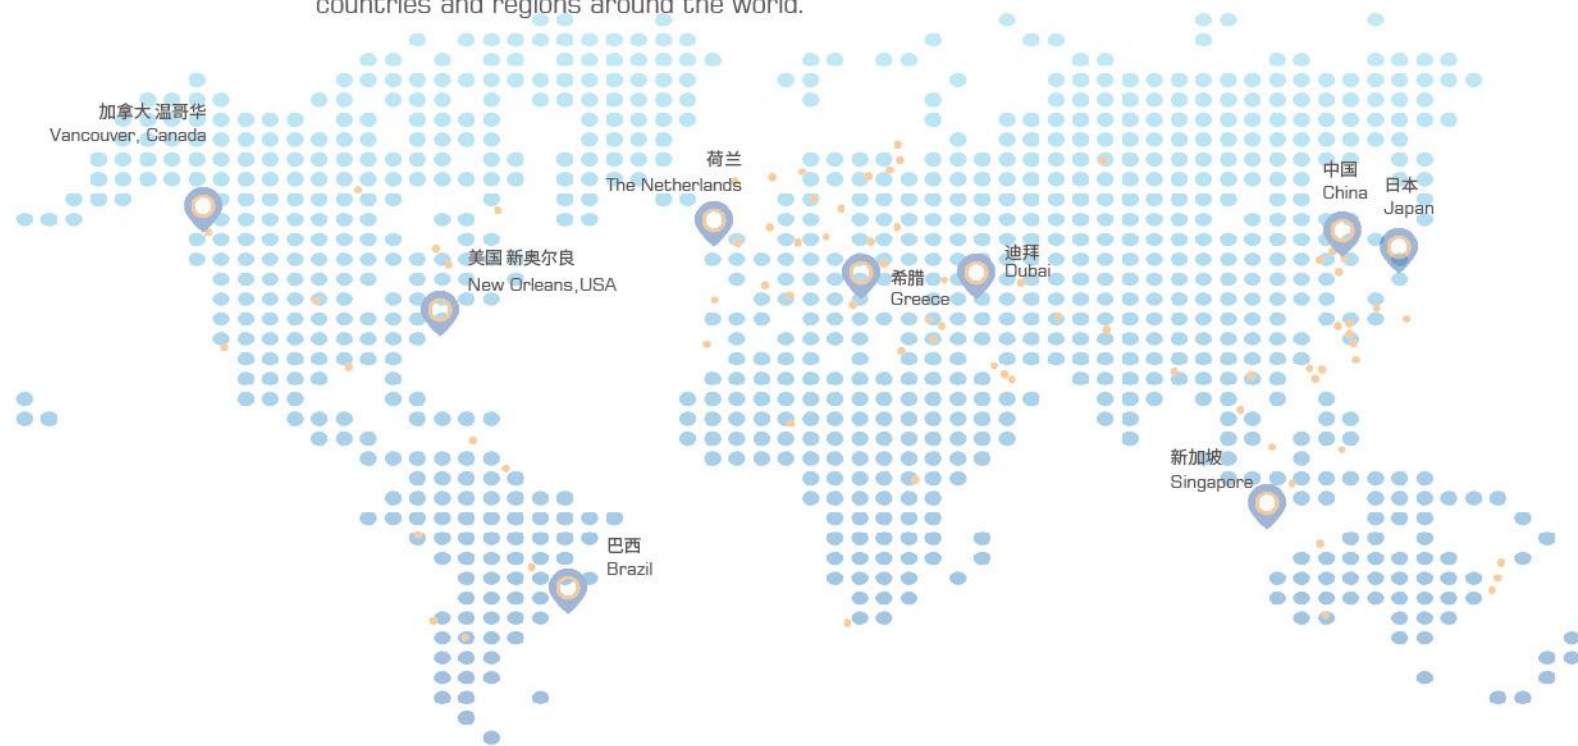 countries and regions around the world.
加拿大 温哥华
Vancouver, Canada
荷兰
The Netherlands
中国
China
日本
Japan
美国 新奥尔良
New Orleans,USA
迪拜
Dubai
希腊
Greece
新加坡
Singapore
巴西
Brazil